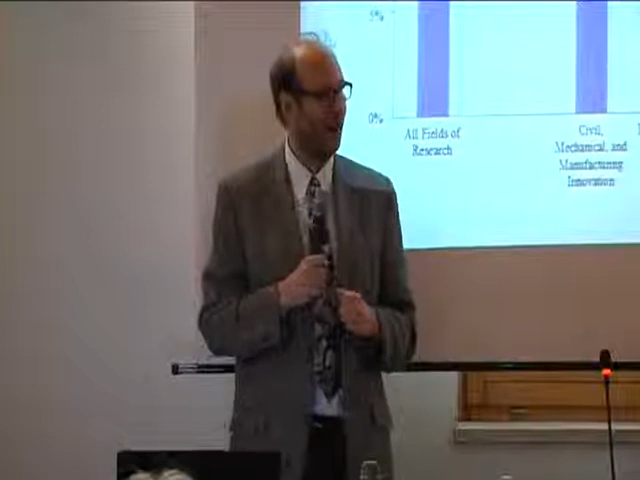 5%
0%
All Fields of
Research
Civil,
Mechanical, and
Manufacturing
Innovation